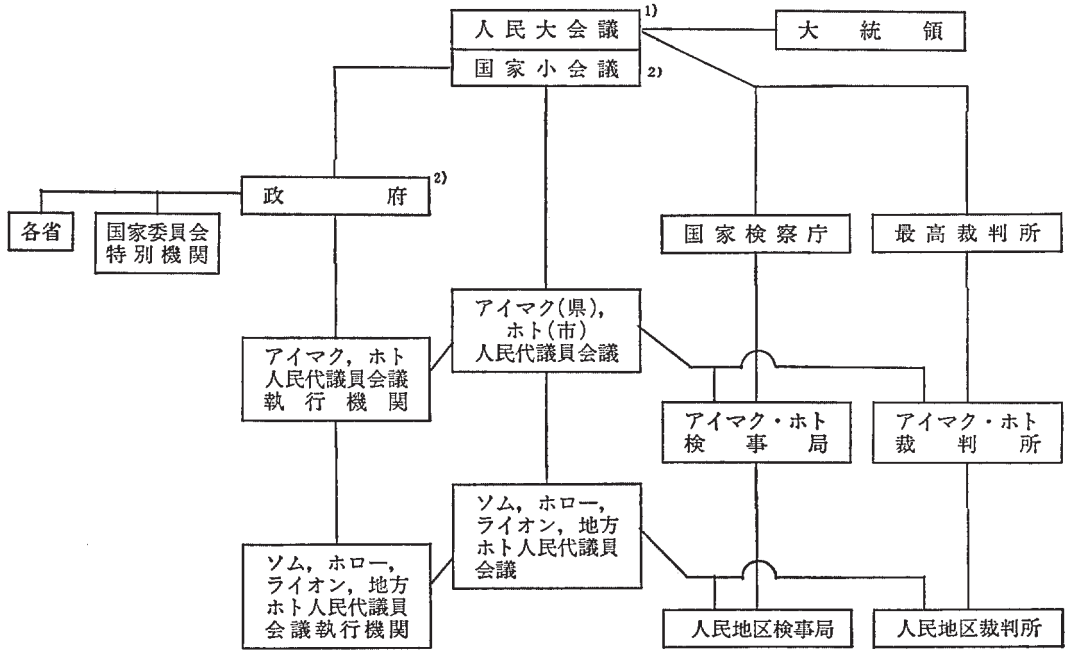 人民大会議 1)
大統領
国家小会議 2)
政府 2)
各省
国家委員会
特別機関
国家検察庁
最高裁判所
アイマク(県),
ホト(市)
人民代議員会議
アイマク,ホト
人民代議員会議
執行機関
アイマク・ホト
検事局
アイマク・ホト
裁判所
ソム,ホロー,
ライオン,地方
ホト人民代議員
会議
ソム,ホロー,
ライオン,地方
ホト人民代議員
会議執行機関
人民地区検事局
人民地区裁判所